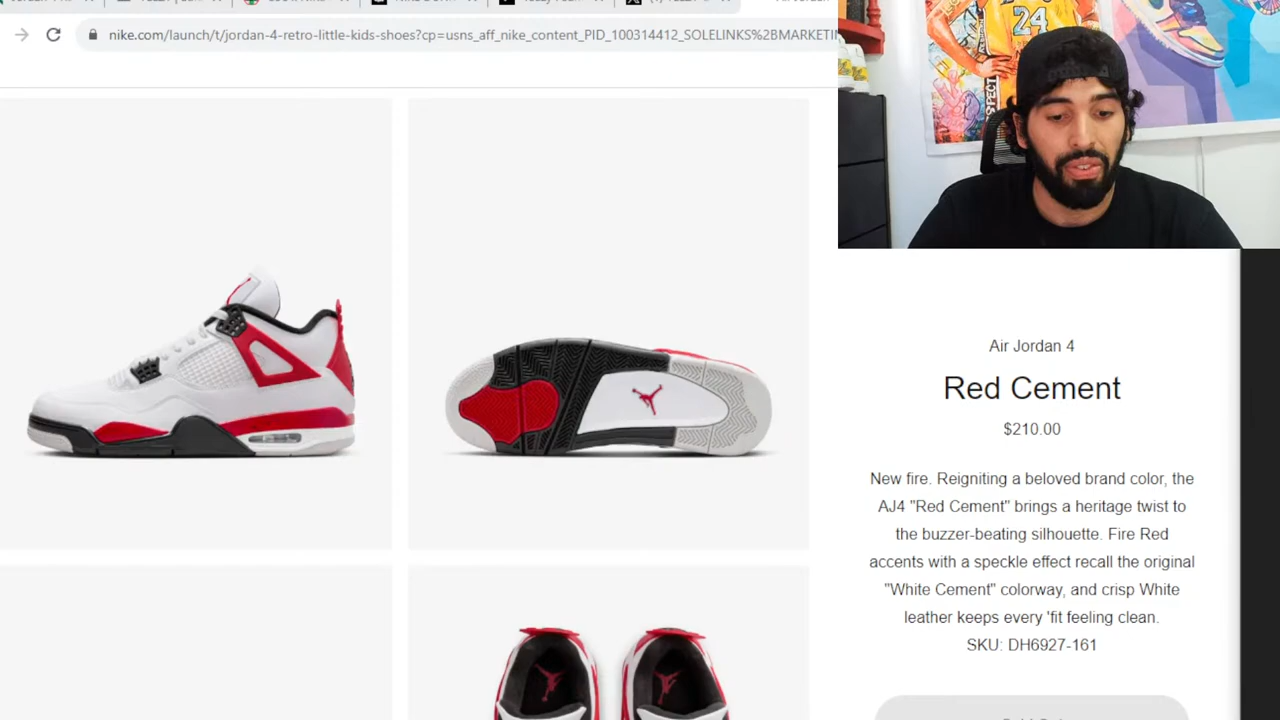 nike.com/launch/t/jordan-4-retro-little-kids-shoes?cp=usns_aff_nike_content_PID_100314412_SOLELINKS%2BMARKETIN
24
Air Jordan 4
Red Cement
$210.00
New fire. Reigniting a beloved brand color, the
AJ4 "Red Cement" brings a heritage twist to
the buzzer-beating silhouette. Fire Red
accents with a speckle effect recall the original
"White Cement" colorway, and crisp White
leather keeps every 'fit feeling clean.
SKU: DH6927-161